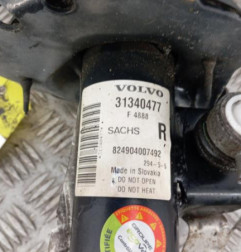 VOLVO
31340477
F 4888
SACHS R
824904007492
Made in Slovakia
DO NOT OPEN
DO NOT HEAT